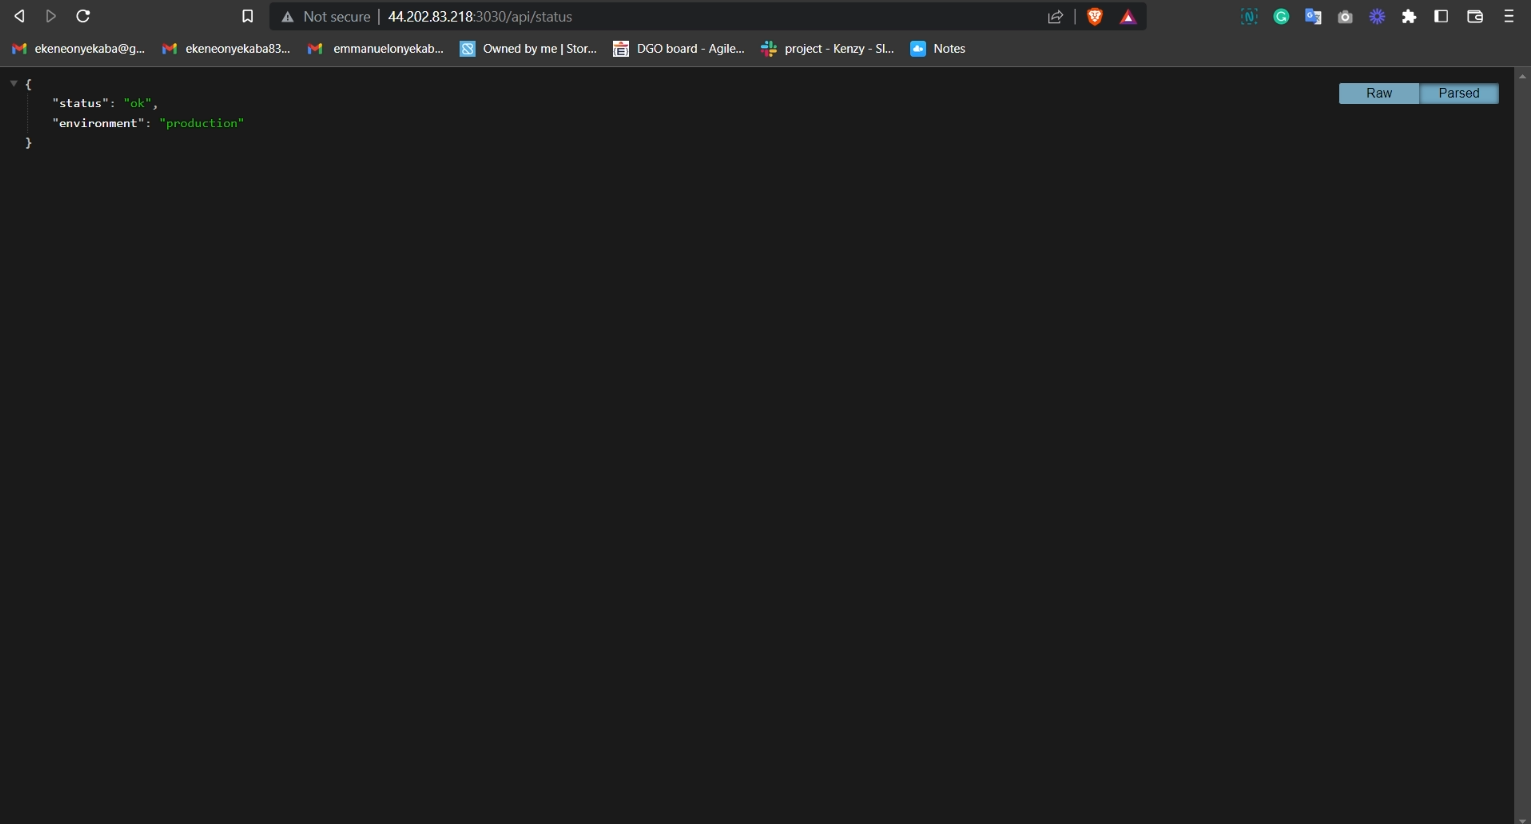 Not secure | 44.202.83.218:3030/api/status
ekeneonyekaba@g... ekeneonyekaba83... emmanuelonyekab... Owned by me | Stor... DGO board - Agile... project - Kenzy - Sl... Notes
{
"status": "ok",
"environment": "production"
}
Raw Parsed